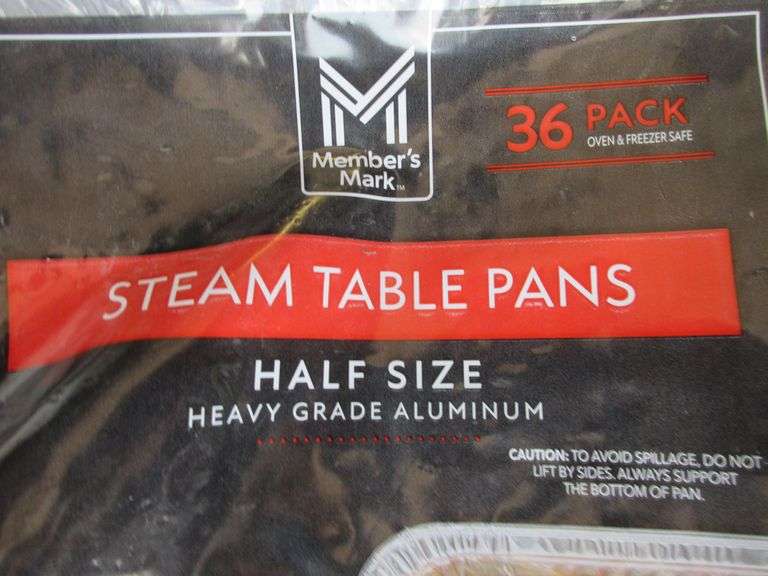 Member's
Mark™
36 PACK
OVEN & FREEZER SAFE
STEAM TABLE PANS
HALF SIZE
HEAVY GRADE ALUMINUM
CAUTION: TO AVOID SPILLAGE, DO NOT
LIFT BY SIDES. ALWAYS SUPPORT
THE BOTTOM OF PAN.